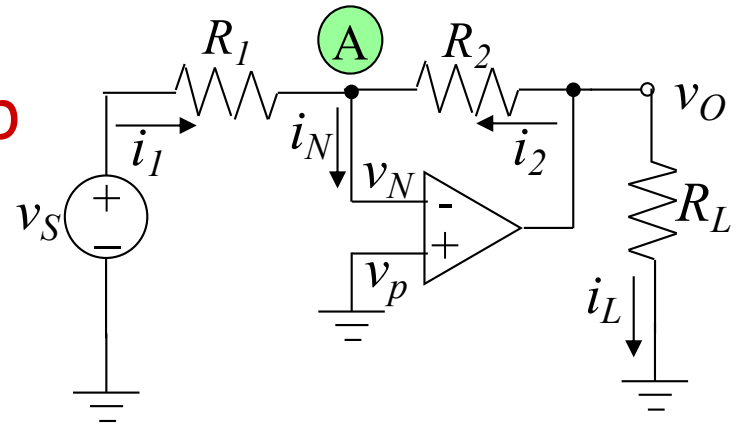 R1
A
R2
p
i1
iN
i2
vO
vN
-
vS
+
−
+
vp
RL
iL